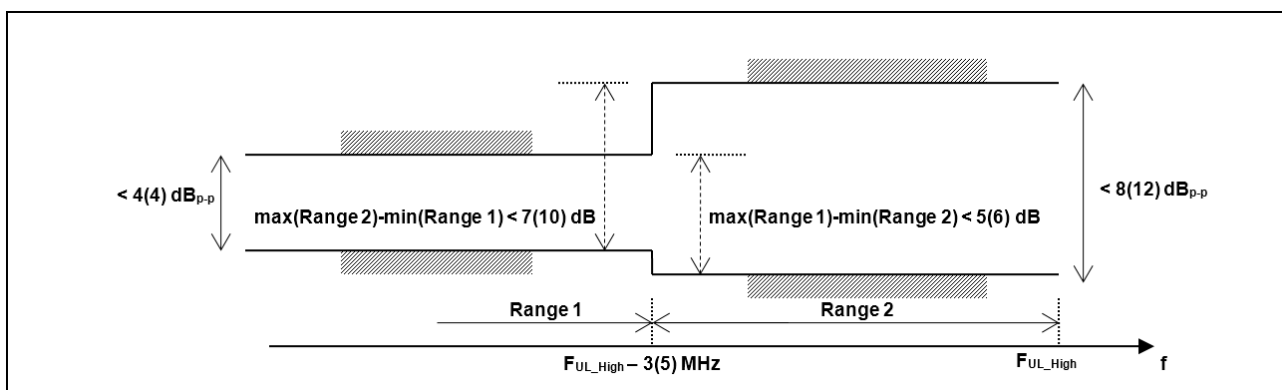 < 4(4) dBp-p
max(Range 2)-min(Range 1) < 7(10) dB
max(Range 1)-min(Range 2) < 5(6) dB
< 8(12) dBp-p
Range 1
Range 2
FUL_High – 3(5) MHz
FUL_High
f